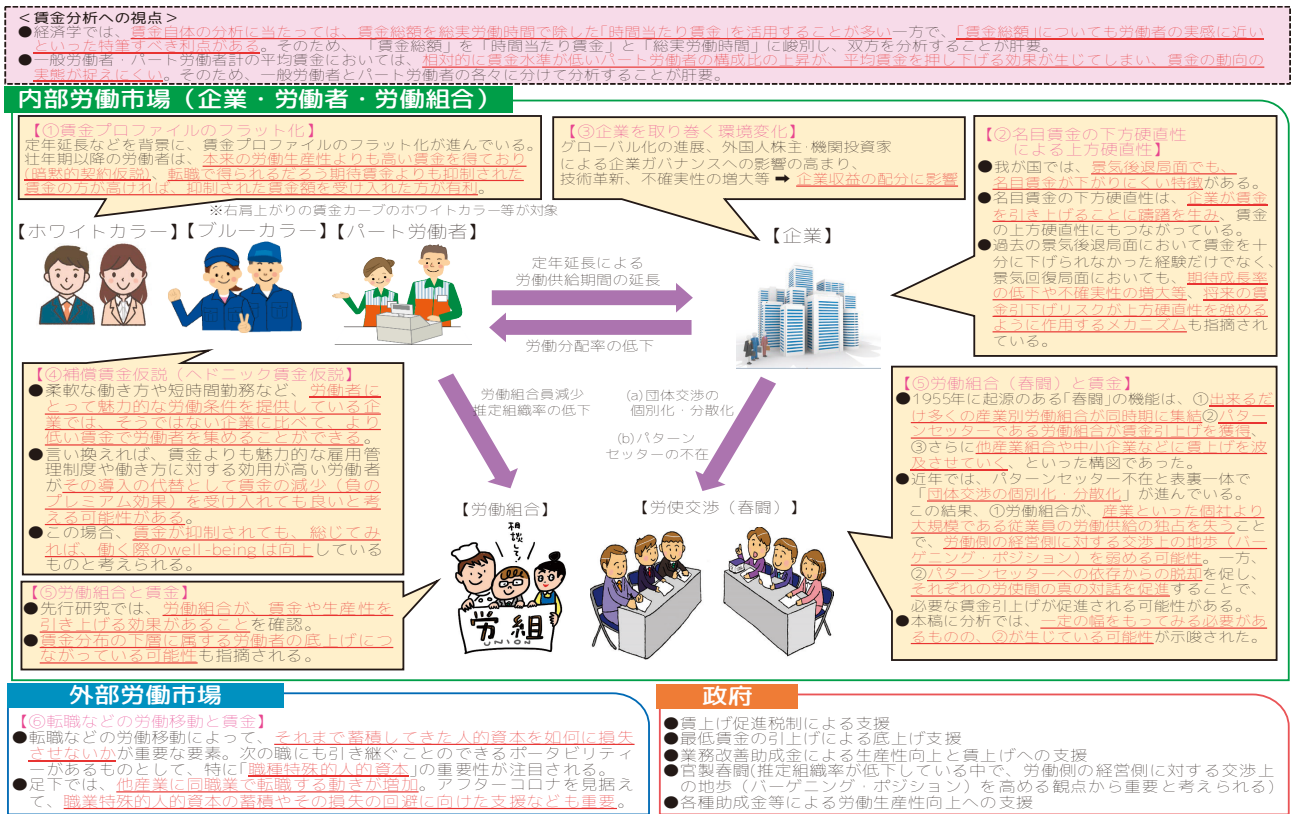 ＜賃金分析への視点＞
●経済学では、賃金自体の分析に当たっては、賃金総額を総実労働時間で除した「時間当たり賃金」を活用することが多い一方で、「賃金総額」についても労働者の実感に近い
といった特筆すべき利点がある。そのため、「賃金総額」を「時間当たり賃金」と「総実労働時間」に峻別し、双方を分析することが肝要。
●一般労働者・パート労働者計の平均賃金においては、相対的に賃金水準が低いパート労働者の構成比の上昇が、平均賃金を押し下げる効果が生じてしまい、賃金の動向の
実態が捉えにくい。そのため、一般労働者とパート労働者の各々に分けて分析することが肝要。
内部労働市場（企業・労働者・労働組合）
【①賃金プロファイルのフラット化】
定年延長などを背景に、賃金プロファイルのフラット化が進んでいる。
壮年期以降の労働者は、本来の労働生産性よりも高い賃金を得ており
(暗黙的契約仮説)、転職で得られるだろう期待賃金よりも抑制された
賃金の方が高ければ、抑制された賃金額を受け入れた方が有利。
※右肩上がりの賃金カーブのホワイトカラー等が対象
【③企業を取り巻く環境変化】
グローバル化の進展、外国人株主・機関投資家
による企業ガバナンスへの影響の高まり、
技術革新、不確実性の増大等 ➡ 企業収益の配分に影響
【②名目賃金の下方硬直性
による上方硬直性】
●我が国では、景気後退局面でも、
名目賃金が下がりにくい特徴がある。
●名目賃金の下方硬直性は、企業が賃金
を引き上げることに躊躇を生み、賃金
の上方硬直性にもつながっている。
●過去の景気後退局面において賃金を十
分に下げられなかった経験だけでなく、
景気回復局面においても、期待成長率
の低下や不確実性の増大等、将来の賃
金引下げリスクが上方硬直性を強める
ように作用するメカニズムも指摘され
ている。
【ホワイトカラー】【ブルーカラー】【パート労働者】
【企業】
定年延長による
労働供給期間の延長
労働分配率の低下
労働組合員減少
推定組織率の低下
(a)団体交渉の
個別化・分散化
(b)パターン
セッターの不在
【④補償賃金仮説（ヘドニック賃金仮説）】
●柔軟な働き方や短時間勤務など、労働者に
とって魅力的な労働条件を提供している企
業では、そうではない企業に比べて、より
低い賃金で労働者を集めることができる。
●言い換えれば、賃金よりも魅力的な雇用管
理制度や働き方に対する効用が高い労働者
がその導入の代替として賃金の減少（負の
プレミアム効果）を受け入れても良いと考
える可能性がある。
●この場合、賃金が抑制されても、総じてみ
れば、働く際のwell-beingは向上している
ものと考えられる。
【⑤労働組合と賃金】
●先行研究では、労働組合が、賃金や生産性を
引き上げる効果があることを確認。
●賃金分布の下層に属する労働者の底上げにつ
ながっている可能性も指摘される。
【労働組合】
相談して!
労組
UNION
【労使交渉（春闘）】
【⑤労働組合（春闘）と賃金】
●1955年に起源のある「春闘」の機能は、①出来るだ
け多くの産業別労働組合が同時期に集結②パター
ンセッターである労働組合が賃金引上げを獲得、
③さらに他産業組合や中小企業などに賃上げを波
及させていく、といった構図であった。
●近年では、パターンセッター不在と表裏一体で
「団体交渉の個別化・分散化」が進んでいる。
この結果、①労働組合が、産業といった個社より
大規模である従業員の労働供給の独占を失うこと
で、労働側の経営側に対する交渉上の地歩（バー
ゲニング・ポジション）を弱める可能性。一方、
②パターンセッターへの依存からの脱却を促し、
それぞれの労使間の真の対話を促進することで、
必要な賃金引上げが促進される可能性がある。
●本稿に分析では、一定の幅をもってみる必要があ
るものの、②が生じている可能性が示唆された。
外部労働市場
【⑥転職などの労働移動と賃金】
●転職などの労働移動によって、それまで蓄積してきた人的資本を如何に損失
させないかが重要な要素。次の職にも引き継ぐことのできるポータビリティ
ーがあるものとして、特に「職種特殊的人的資本」の重要性が注目される。
●足下では、他産業に同職業で転職する動きが増加。アフターコロナを見据え
て、職業特殊的人的資本の蓄積やその損失の回避に向けた支援なども重要。
政府
●賃上げ促進税制による支援
●最低賃金の引上げによる底上げ支援
●業務改善助成金による生産性向上と賃上げへの支援
●官製春闘(推定組織率が低下している中で、労働側の経営側に対する交渉上
の地歩（バーゲニング・ポジション）を高める観点から重要と考えられる)
●各種助成金等による労働生産性向上への支援